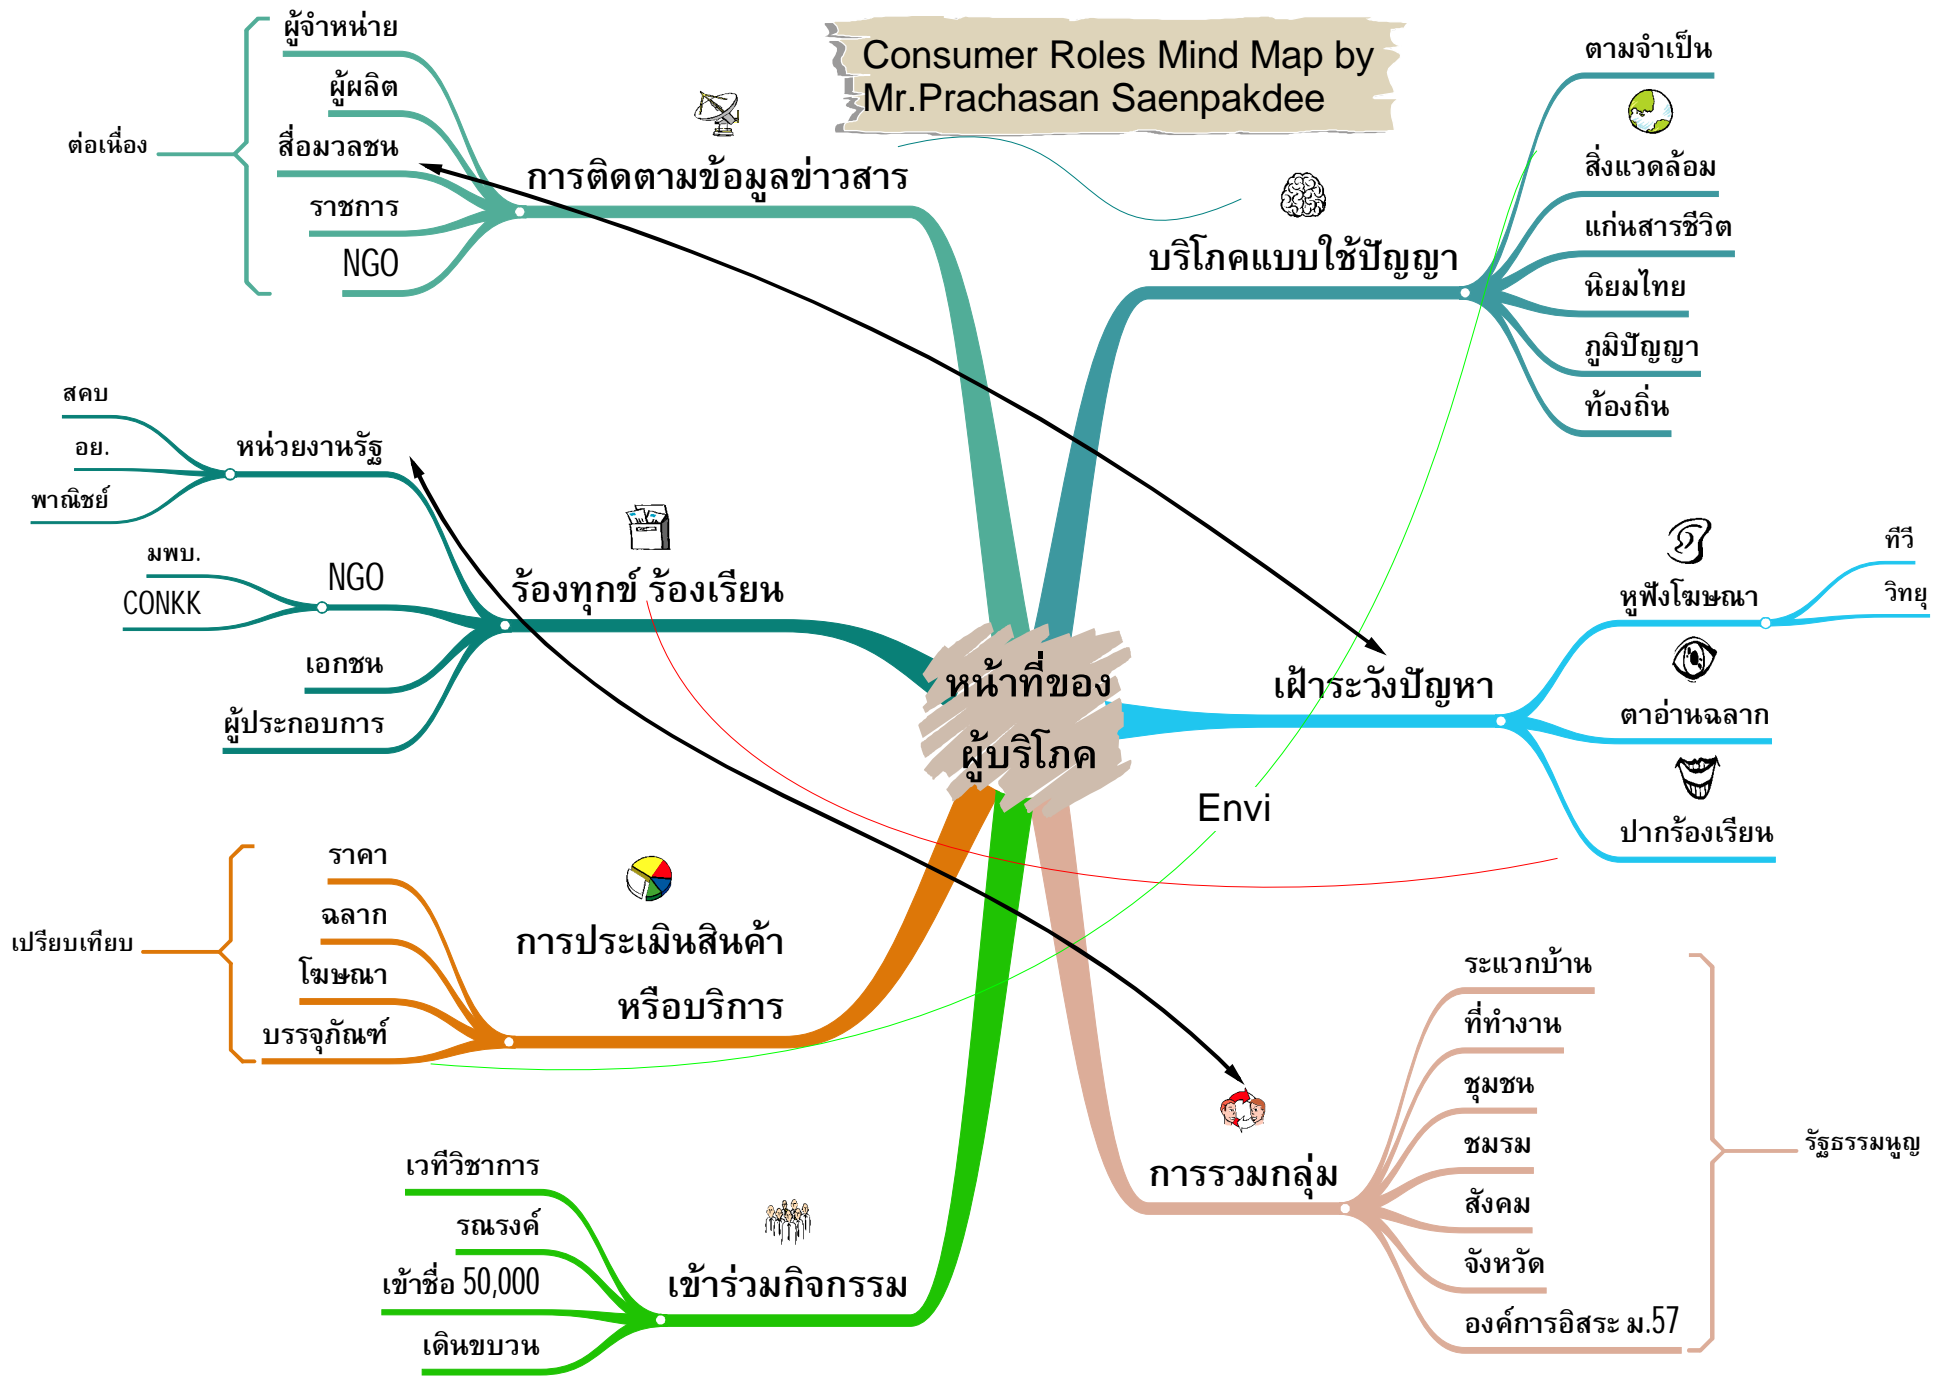 Consumer Roles Mind Map by
Mr.Prachasan Saenpakdee
หน้าที่ของ
ผู้บริโภค
บริโภคแบบใช้ปัญญา
ตามจำเป็น
สิ่งแวดล้อม
แก่นสารชีวิต
นิยมไทย
ภูมิปัญญา
ท้องถิ่น
เฝ้าระวังปัญหา
หูฟังโฆษณา
ทีวี
วิทยุ
ตาอ่านฉลาก
ปากร้องเรียน
Envi
การรวมกลุ่ม
ระแวกบ้าน
ที่ทำงาน
ชุมชน
ชมรม
สังคม
จังหวัด
องค์การอิสระ ม.57
รัฐธรรมหูญ
เข้าร่วมกิจกรรม
เวทีวิชาการ
รณรงค์
เข้าชื่อ 50,000
เดินขบวน
การประเมินสินค้า
หรือบริการ
ราคา
ฉลาก
โฆษณา
บรรจุภัณฑ์
เปรียบเทียบ
ร้องทุกข์ ร้องเรียน
หน่วยงานรัฐ
สคบ
อย.
พาณิชย์
NGO
มพบ.
CONKK
เอกชน
ผู้ประกอบการ
การติดตามข้อมูลข่าวสาร
ผู้จำหน่าย
ผู้ผลิต
สื่อมวลชน
ราชการ
NGO
ต่อเนื่อง